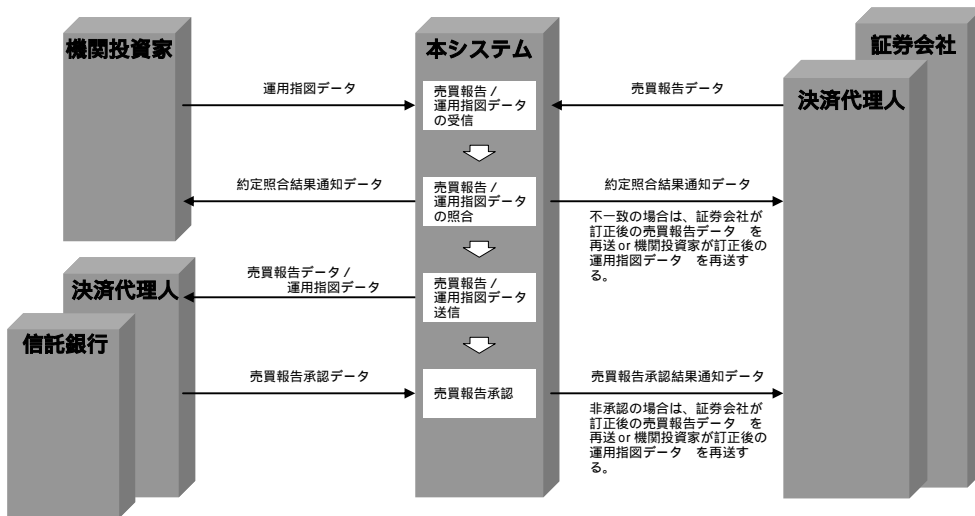 機関投資家
本システム
証券会社
決済代理人
運用指図データ
売買報告 /
運用指図データ
の受信
売買報告データ
約定照合結果通知データ
売買報告 /
運用指図データ
の照合
約定照合結果通知データ
不一致の場合は、証券会社が
訂正後の売買報告データ を
再送 or 機関投資家が訂正後の
運用指図データ を再送す
る。
売買報告データ /
運用指図データ
売買報告 /
運用指図データ
送信
決済代理人
信託銀行
売買報告承認データ
売買報告承認
売買報告承認結果通知データ
非承認の場合は、証券会社が
訂正後の売買報告データ を
再送 or 機関投資家が訂正後の
運用指図データ を再送す
る。